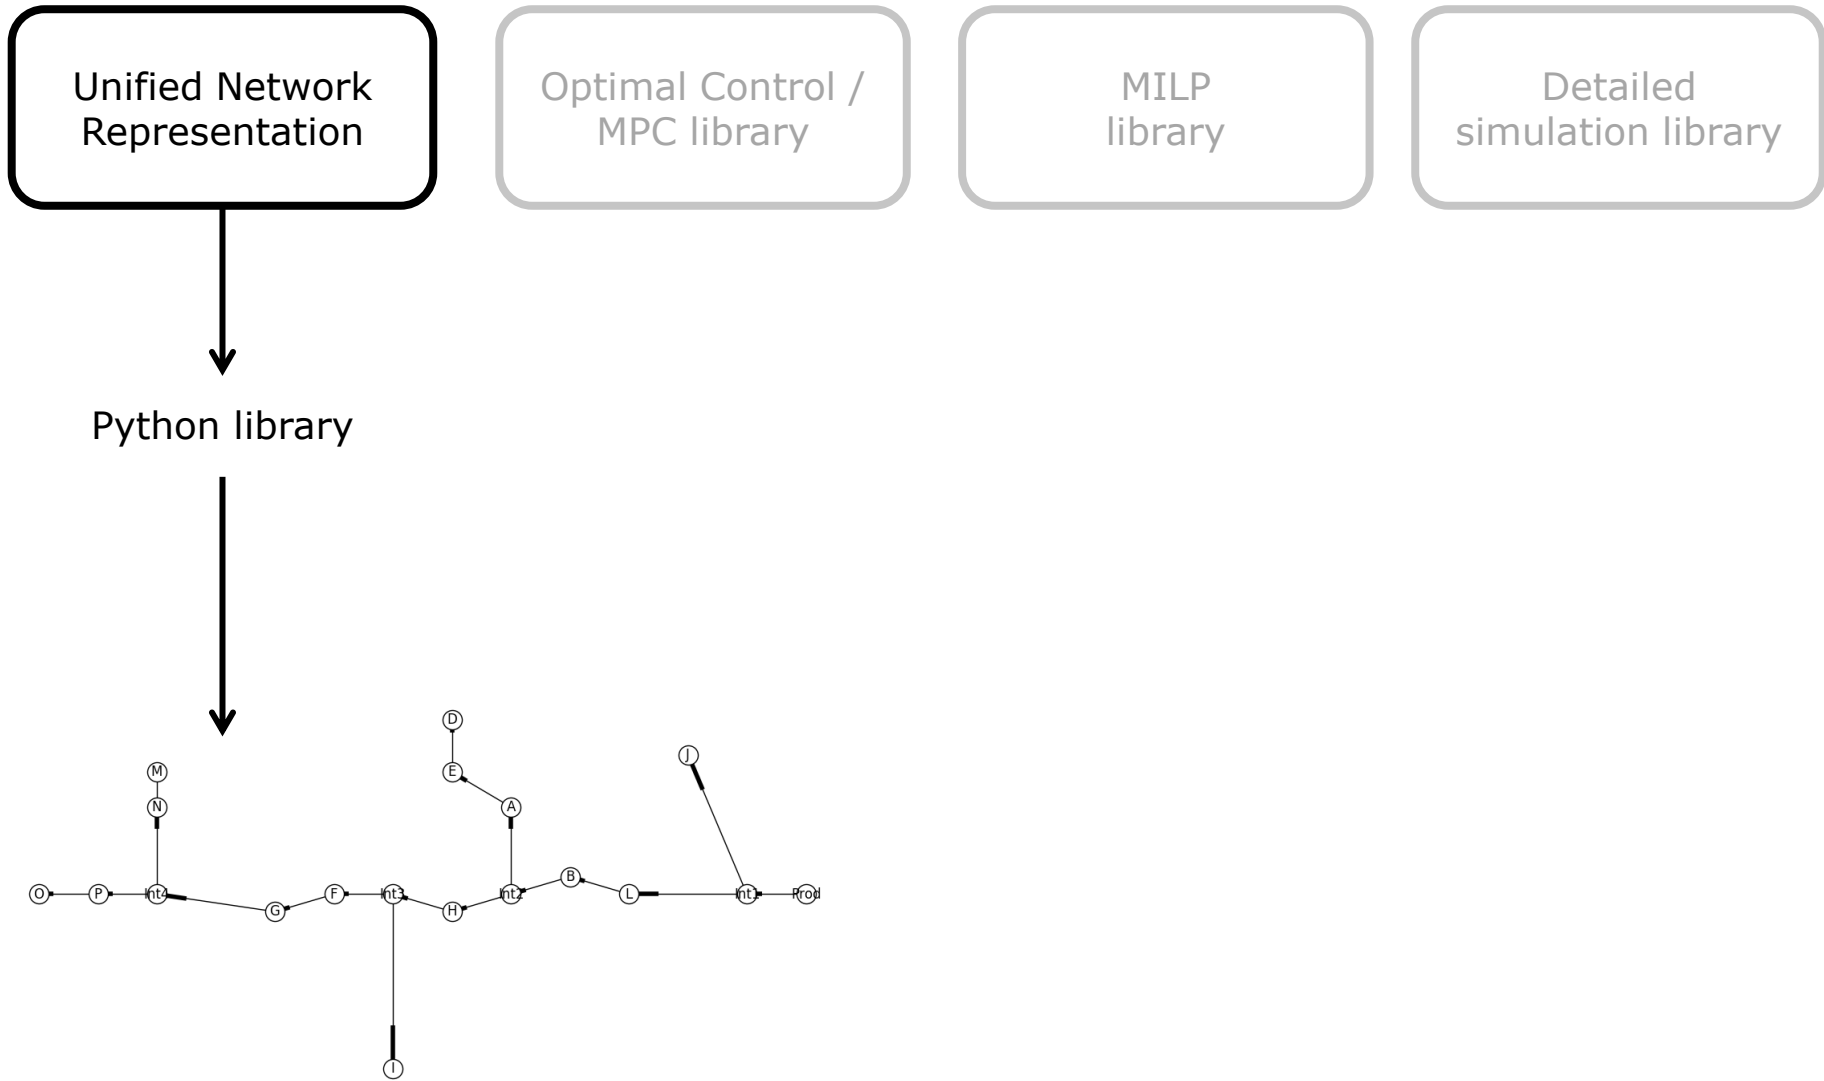 Unified Network
Representation
Optimal Control /
MPC library
MILP
library
Detailed
simulation library
Python library
D
J
M
E
N
A
B
O
P
Int4
F
Int3
Int2
L
Int1
Prod
G
H
I